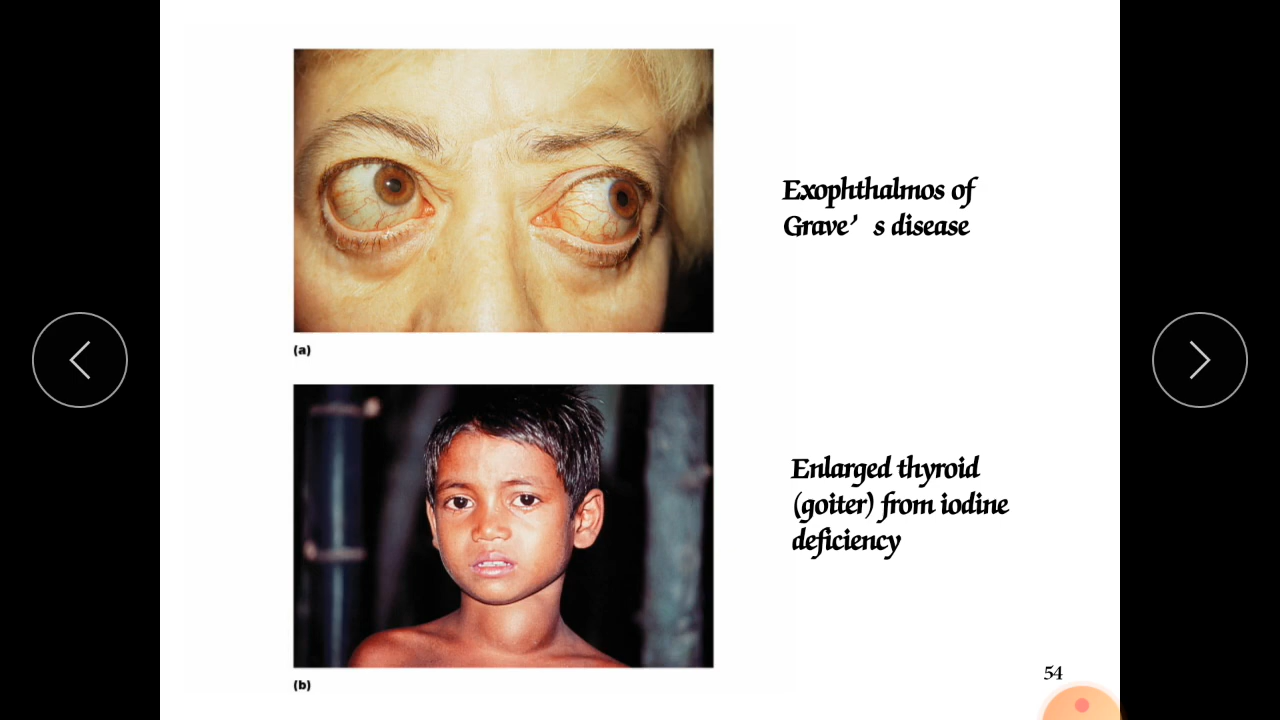 Exophthalmos of
Grave’ s disease
(a)
Enlarged thyroid
(goiter) from iodine
deficiency
(b)
54